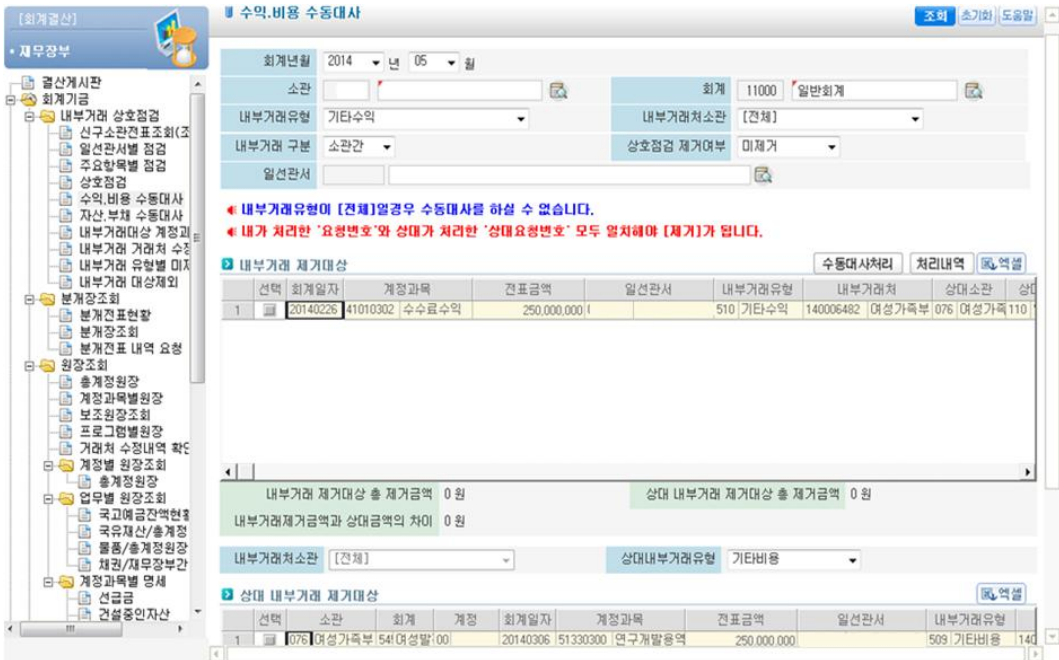 [회계결산]
• 재무장부
결산게시판
회계기금
내부거래 상호점검
신구소관전표조회(조
일선관서별 점검
주요항목별 점검
상호점검
수익.비용 수동대사
자산.부채 수동대사
내부거래대상 계정과
내부거래 거래처 수정
내부거래 유형별 미제
내부거래 대상제외
분개장조회
분개전표현황
분개장조회
분개전표 내역 요청
원장조회
총계정원장
계정과목별원장
보조원장조회
프로그램별원장
거래처 수정내역 확인
계정별 원장조회
총계정원장
업무별 원장조회
국고예금잔액현황
국유재산/총계정
물품/총계정원장
채권/재무장부간
계정과목별 명세
선급금
건설중인자산
수익.비용 수동대사
조회 초기화 도움말
회계년월 2014 년 05 월
소관 회계 11000 일반회계
내부거래유형 기타수익 내부거래처소관 [전체]
내부거래 구분 소관간 상호점검 제거여부 미제거
일선관서
내부거래유형이 [전체]일경우 수동대사를 하실 수 없습니다.
내가 처리한 '요청번호'와 상대가 처리한 '상대요청번호' 모두 일치해야 [제거]가 됩니다.
내부거래 제거대상 수동대사처리 처리내역 엑셀
선택 회계일자 계정과목 전표금액 일선관서 내부거래유형 내부거래처 상대소관 상대
1 20140226 41010302 수수료수익 250,000,000 510 기타수익 140006482 여성가족부 076 여성가족 110
내부거래 제거대상 총 제거금액 0 원 상대 내부거래 제거대상 총 제거금액 0 원
내부거래제거금액과 상대금액의 차이 0 원
내부거래처소관 [전체] 상대내부거래유형 기타비용
상대 내부거래 제거대상 엑셀
선택 소관 회계 계정 회계일자 계정과목 전표금액 일선관서 내부거래유형
1 076 여성가족부 545 여성발 00 20140306 51330300 연구개발용역 250,000,000 509 기타비용 140